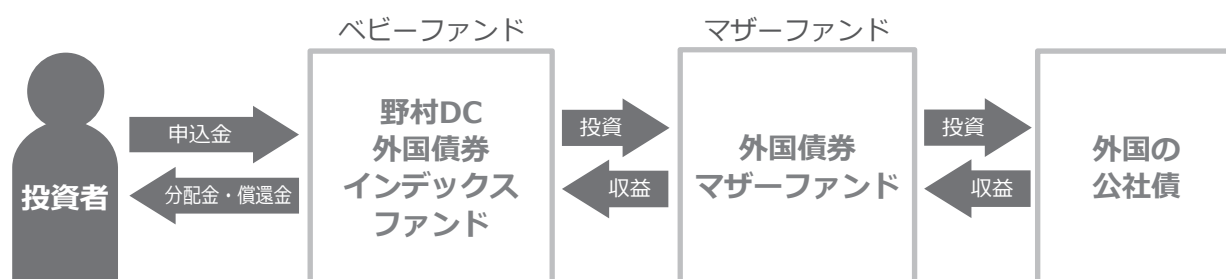 ベビーファンド
マザーファンド
投資者
申込金
分配金・償還金
野村DC
外国債券
インデックス
ファンド
投資
収益
外国債券
マザーファンド
投資
収益
外国の
公社債